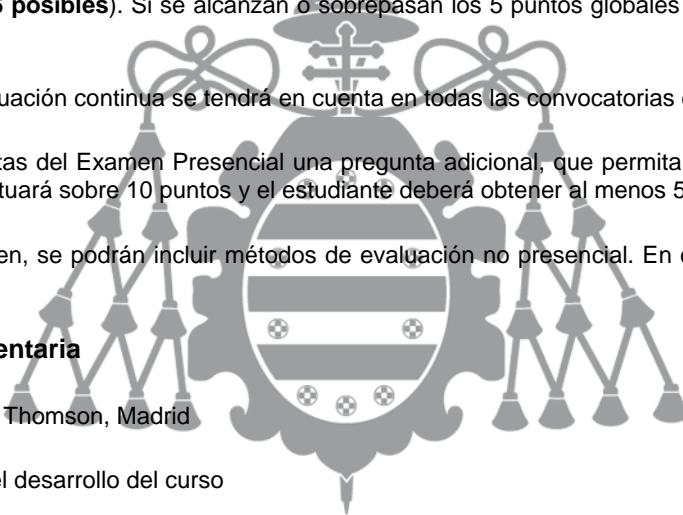 5 posibles). Si se alcanzan o sobrepasan los 5 puntos globales
uación continua se tendrá en cuenta en todas las convocatorias
tas del Examen Presencial una pregunta adicional, que permita
tuará sobre 10 puntos y el estudiante deberá obtener al menos 5
en, se podrán incluir métodos de evaluación no presencial. En
entaria
Thomson, Madrid
el desarrollo del curso